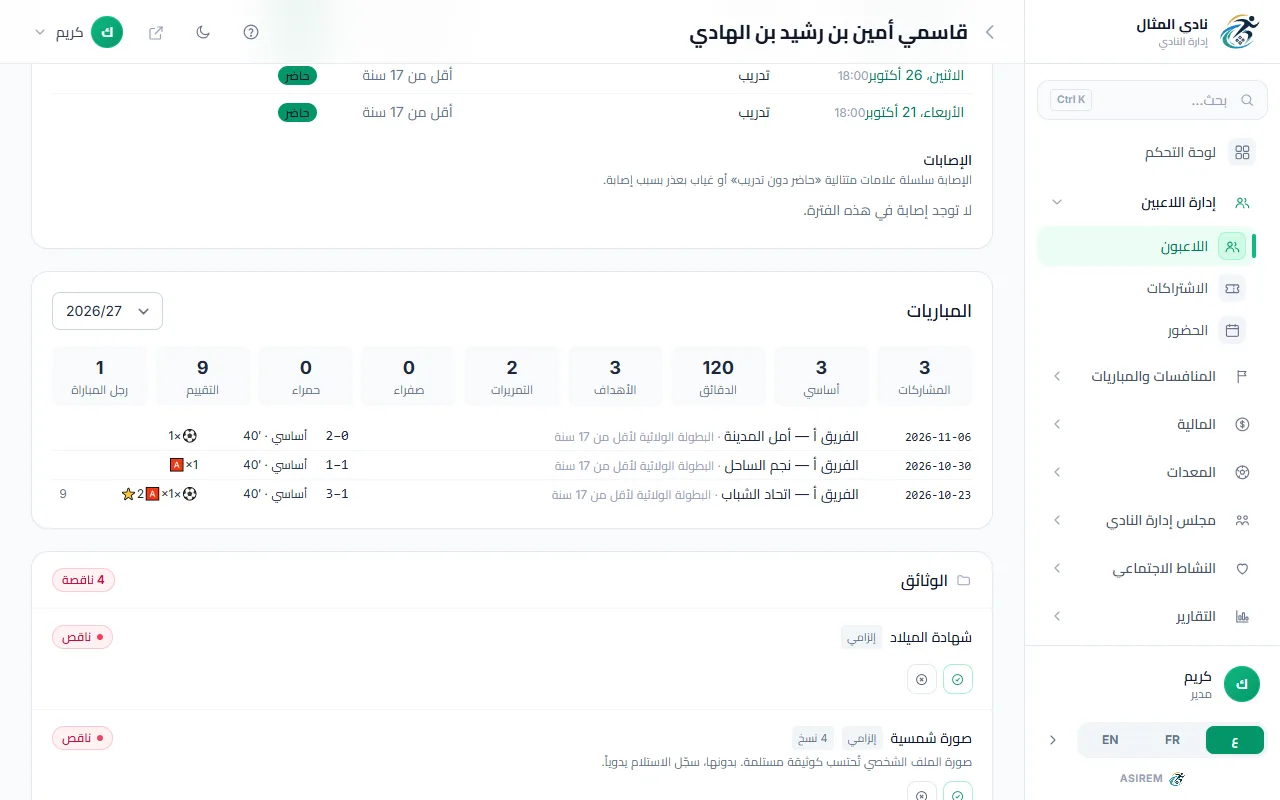 نادي المثال
إدارة النادي
بحث...
Ctrl K
لوحة التحكم
إدارة اللاعبين
اللاعبون
الاشتراكات
الحضور
المنافسات والمباريات
المالية
المعدات
مجلس إدارة النادي
النشاط الاجتماعي
التقارير
ك
كريم
مدير
ع
FR
EN
ASIREM
قاسمي أمين بن رشيد بن الهادي
ك
كريم
الاثنين، 26 أكتوبر 18:00 تدريب أقل من 17 سنة حاضر
الأربعاء، 21 أكتوبر 18:00 تدريب أقل من 17 سنة حاضر
الإصابات
الإصابة سلسلة علامات متتالية «حاضر دون تدريب» أو غياب بعذر بسبب إصابة.
لا توجد إصابة في هذه الفترة.
المباريات
2026/27
3 3 120 3 2 0 0 9 1
المشاركات أساسي الدقائق الأهداف التمريرات صفراء حمراء التقييم رجل المباراة
2026-11-06 الفريق أ — أمل المدينة · البطولة الولائية لأقل من 17 سنة 2–0 أساسي · 40′ ⚽×1
2026-10-30 الفريق أ — نجم الساحل · البطولة الولائية لأقل من 17 سنة 1–1 أساسي · 40′ 🅰×1
2026-10-23 الفريق أ — اتحاد الشباب · البطولة الولائية لأقل من 17 سنة 3–1 أساسي · 40′ ⚽×1×🅰2⭐ 9
الوثائق
4 ناقصة
شهادة الميلاد إلزامي ناقص
صورة شمسية إلزامي 4 نسخ ناقص
صورة الملف الشخصي تُحتسب كوثيقة مستلمة. بدونها، سجّل الاستلام يدوياً.